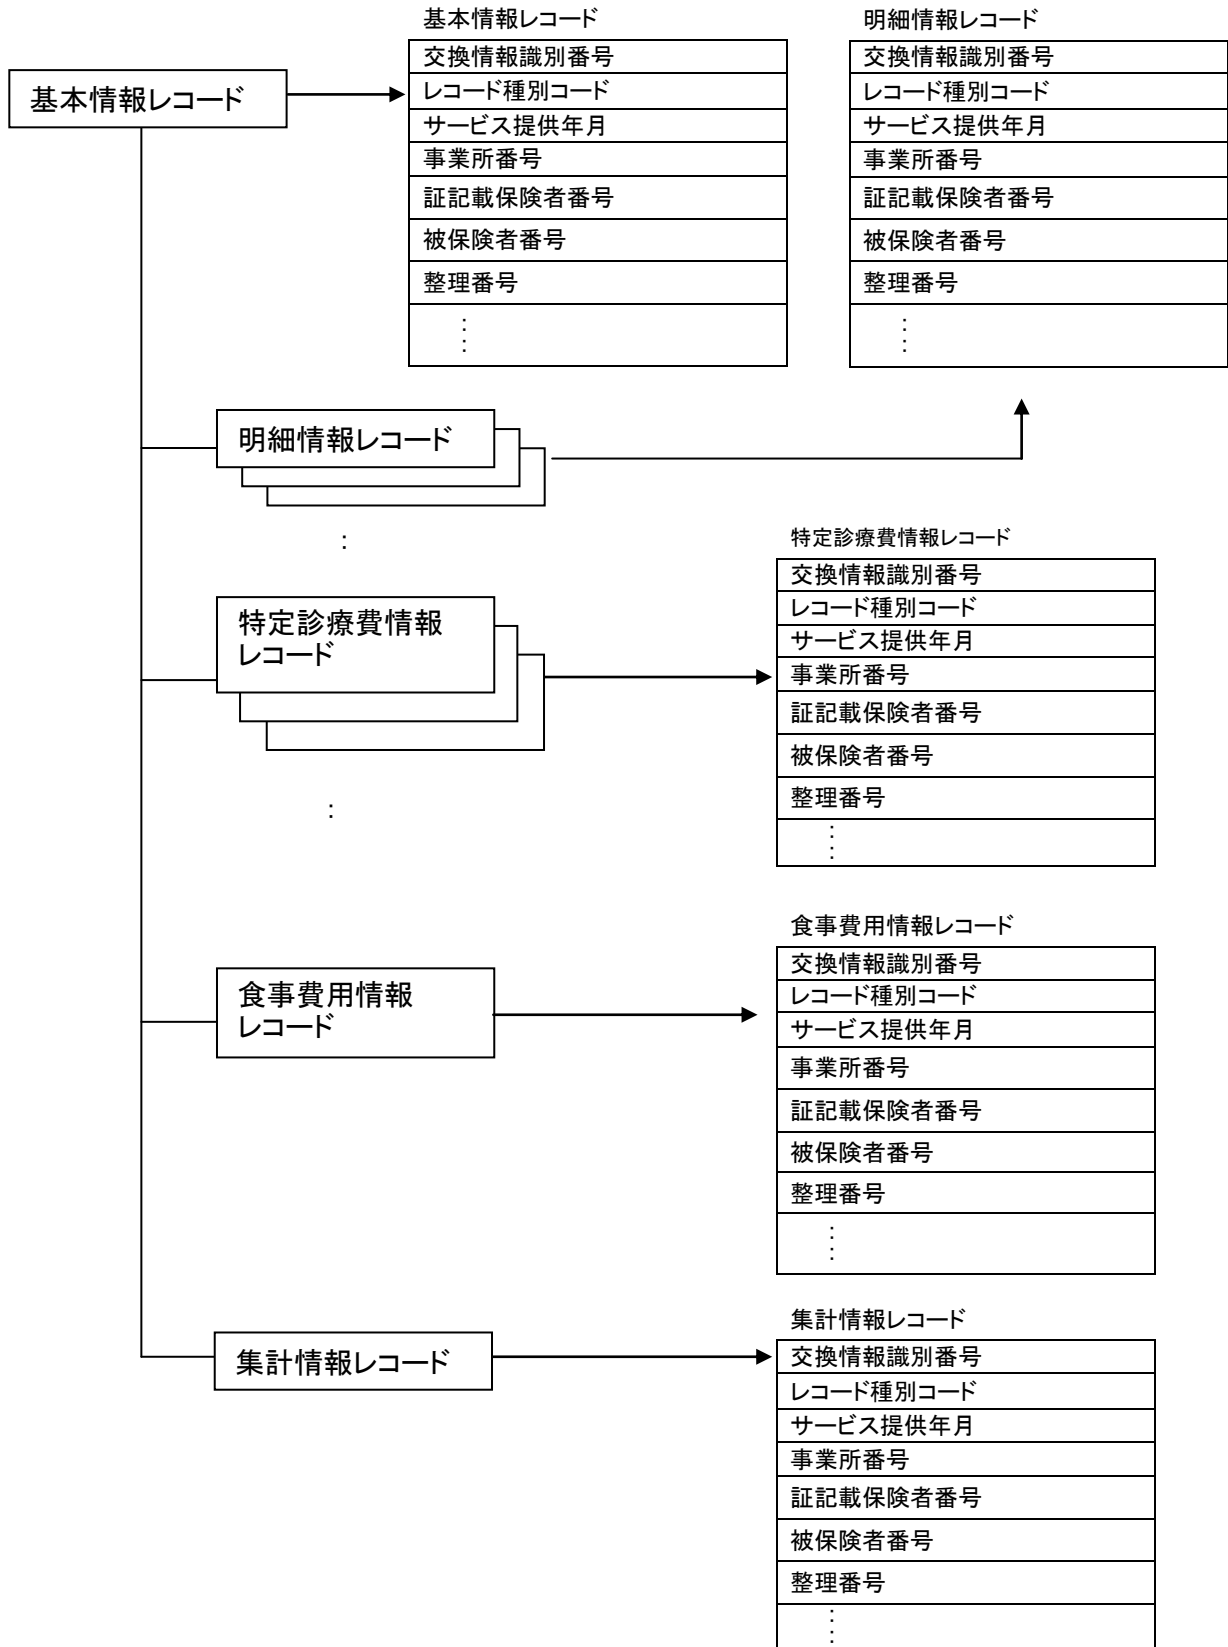 基本情報レコード
基本情報レコード
交換情報識別番号
レコード種別コード
サービス提供年月
事業所番号
証記載保険者番号
被保険者番号
整理番号
:
:
明細情報レコード
交換情報識別番号
レコード種別コード
サービス提供年月
事業所番号
証記載保険者番号
被保険者番号
整理番号
:
:
明細情報レコード
:
特定診療費情報
レコード
:
特定診療費情報レコード
交換情報識別番号
レコード種別コード
サービス提供年月
事業所番号
証記載保険者番号
被保険者番号
整理番号
:
:
食事費用情報
レコード
食事費用情報レコード
交換情報識別番号
レコード種別コード
サービス提供年月
事業所番号
証記載保険者番号
被保険者番号
整理番号
:
:
集計情報レコード
集計情報レコード
交換情報識別番号
レコード種別コード
サービス提供年月
事業所番号
証記載保険者番号
被保険者番号
整理番号
:
: